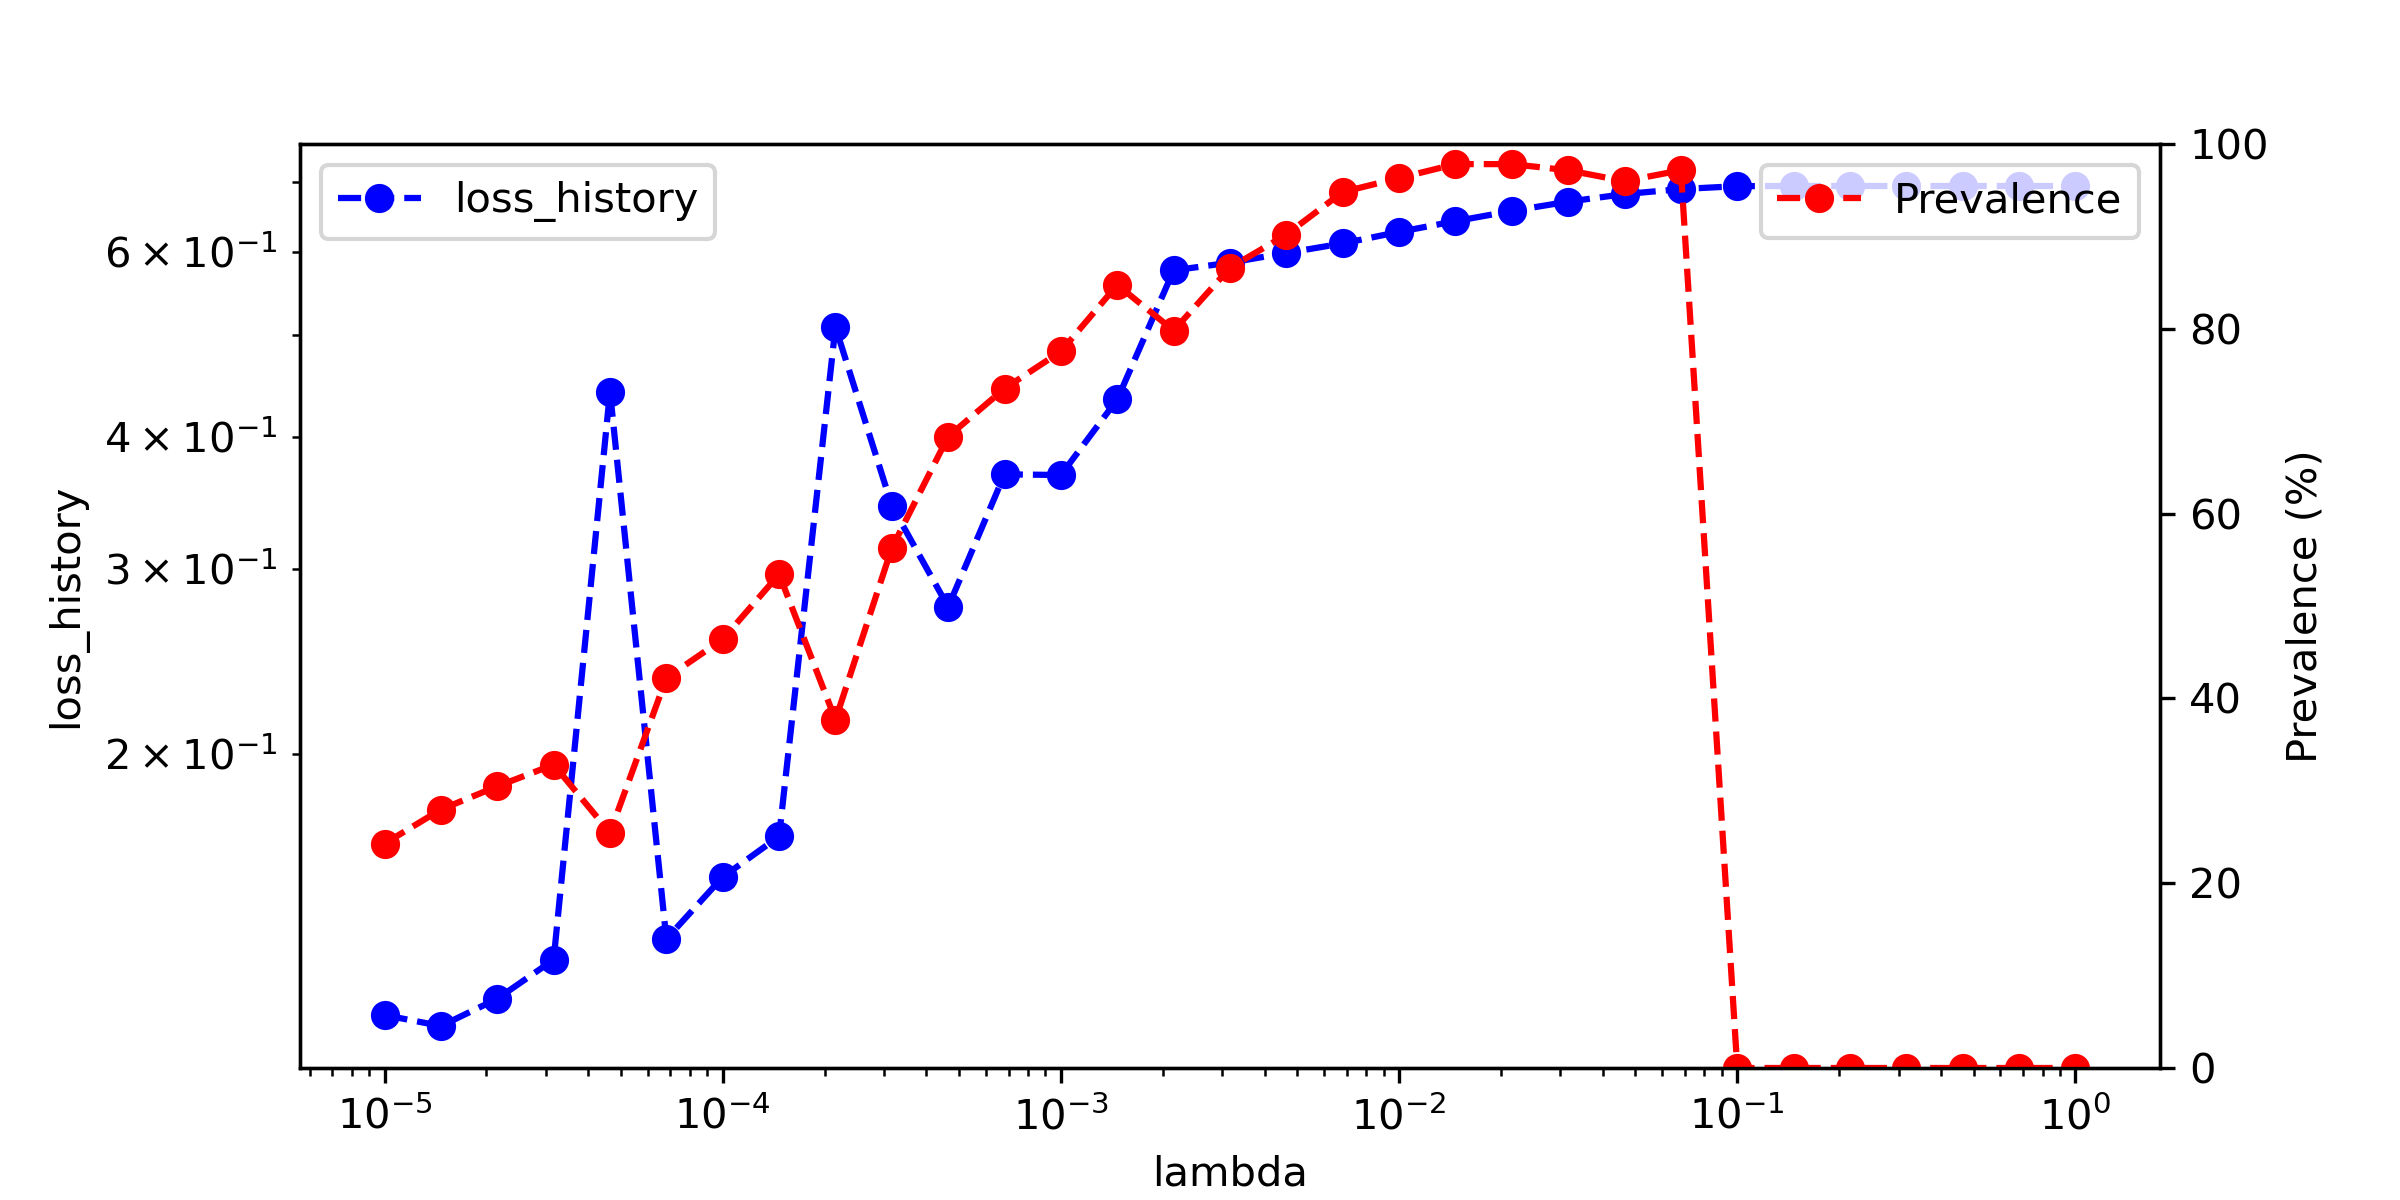 loss_history
Prevalence
6 × 10⁻¹
4 × 10⁻¹
3 × 10⁻¹
2 × 10⁻¹
loss_history
100
80
60
40
20
0
Prevalence (%)
10⁻⁵ 10⁻⁴ 10⁻³ 10⁻² 10⁻¹ 10⁰
lambda